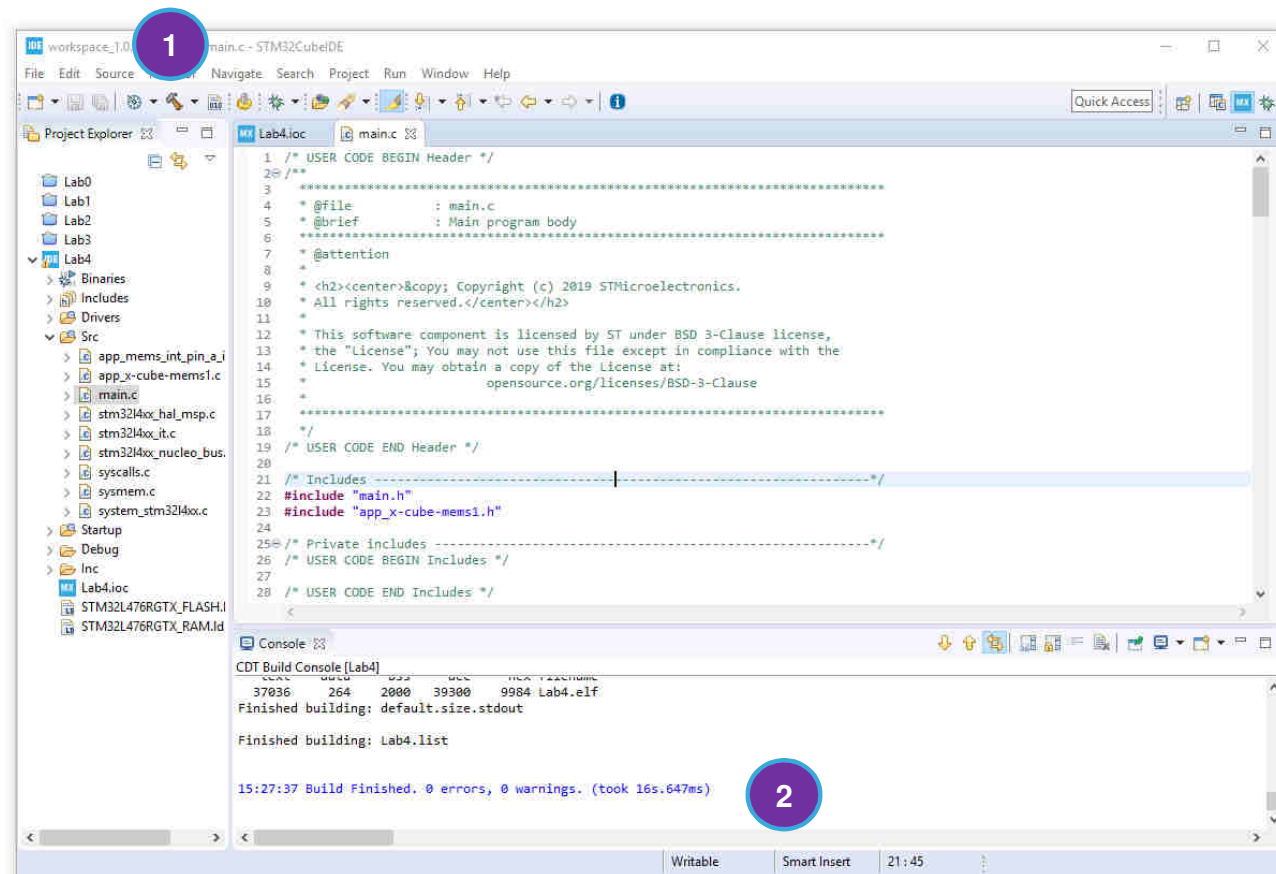 1
IDE workspace_1.0. main.c - STM32CubeIDE
File Edit Source Navigate Search Project Run Window Help
Quick Access
Project Explorer
Lab0
Lab1
Lab2
Lab3
Lab4
Binaries
Includes
Drivers
Src
app_mems_int_pin_a_i
app_x-cube-mems1.c
main.c
stm32l4xx_hal_msp.c
stm32l4xx_it.c
stm32l4xx_nucleo_bus.
syscalls.c
sysmem.c
system_stm32l4xx.c
Startup
Debug
Inc
MX Lab4.ioc
STM32L476RGTX_FLASH.l
STM32L476RGTX_RAM.ld
MX Lab4.ioc main.c
1 /* USER CODE BEGIN Header */
2 /**
3 ******************************************************************************
4 * @file : main.c
5 * @brief : Main program body
6 ******************************************************************************
7 * @attention
8 *
9 * <h2><center>&copy; Copyright (c) 2019 STMicroelectronics.
10 * All rights reserved.</center></h2>
11 *
12 * This software component is licensed by ST under BSD 3-Clause license,
13 * the "License"; You may not use this file except in compliance with the
14 * License. You may obtain a copy of the License at:
15 * opensource.org/licenses/BSD-3-Clause
16 *
17 ******************************************************************************
18 */
19 /* USER CODE END Header */
20
21 /* Includes ------------------------------------------------------------------*/
22 #include "main.h"
23 #include "app_x-cube-mems1.h"
24
25 /* Private includes ----------------------------------------------------------*/
26 /* USER CODE BEGIN Includes */
27
28 /* USER CODE END Includes */
Console
CDT Build Console [Lab4]
text data bss dec hex filename
37036 264 2000 39300 9984 Lab4.elf
Finished building: default.size.stdout
Finished building: Lab4.list
15:27:37 Build Finished. 0 errors, 0 warnings. (took 16s.647ms)
2
Writable Smart Insert 21 : 45